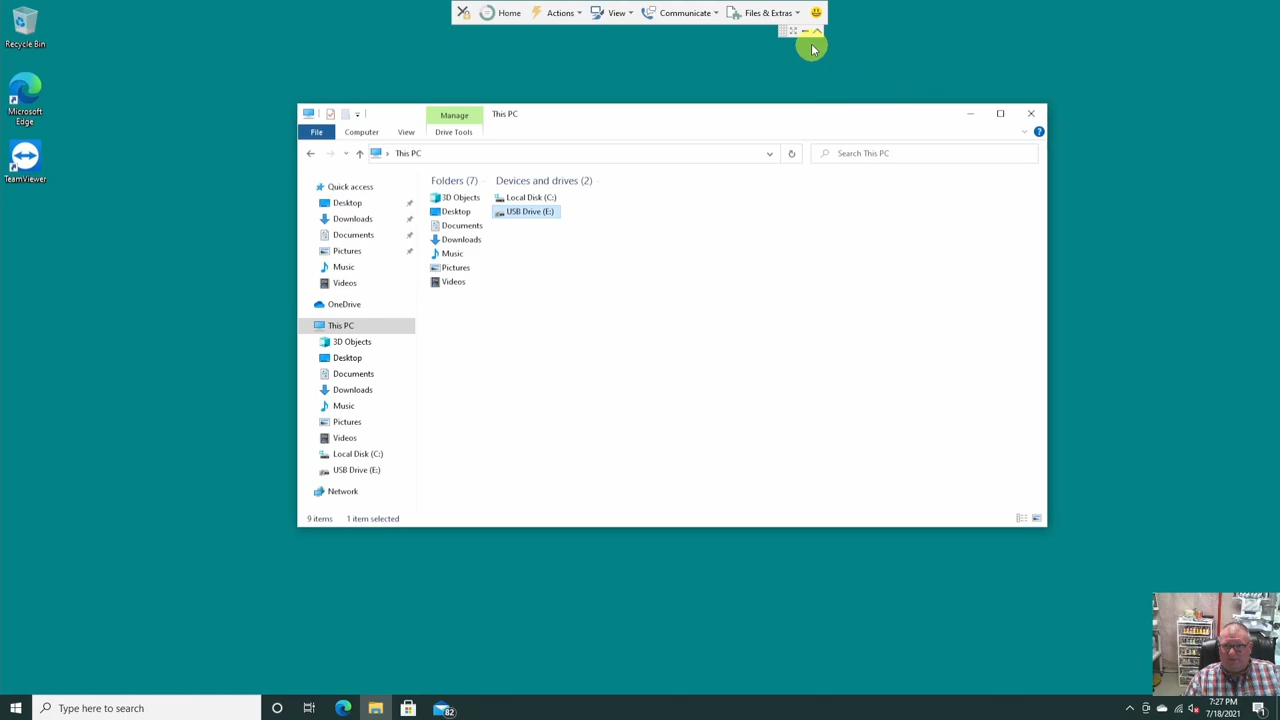 Home
Actions
View
Communicate
Files & Extras
Recycle Bin
Microsoft
Edge
TeamViewer
Manage
This PC
File
Computer
View
Drive Tools
This PC
Search This PC
Quick access
Desktop
Downloads
Documents
Pictures
Music
Videos
OneDrive
This PC
3D Objects
Desktop
Documents
Downloads
Music
Pictures
Videos
Local Disk (C:)
USB Drive (E:)
Network
Folders (7)
3D Objects
Desktop
Documents
Downloads
Music
Pictures
Videos
Devices and drives (2)
Local Disk (C:)
USB Drive (E:)
9 items
1 item selected
Type here to search
82
7:27 PM
7/18/2021
1